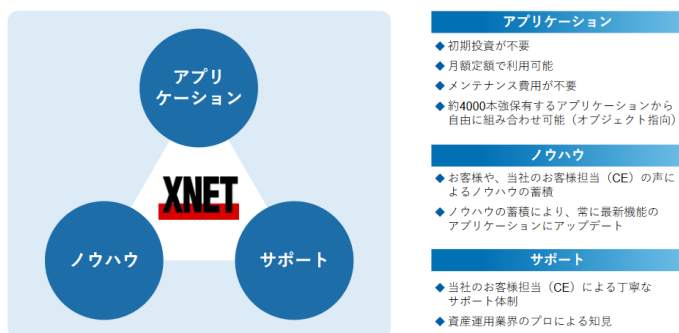 アプリ
ケーション
XNET
ノウハウ
サポート
アプリケーション
◆ 初期投資が不要
◆ 月額定額で利用可能
◆ メンテナンス費用が不要
◆ 約4000本強保有するアプリケーションから
自由に組み合わせ可能（オブジェクト指向）
ノウハウ
◆ お客様や、当社のお客様担当（CE）の声に
よるノウハウの蓄積
◆ ノウハウの蓄積により、常に最新機能の
アプリケーションにアップデート
サポート
◆ 当社のお客様担当（CE）による丁寧な
サポート体制
◆ 資産運用業界のプロによる知見